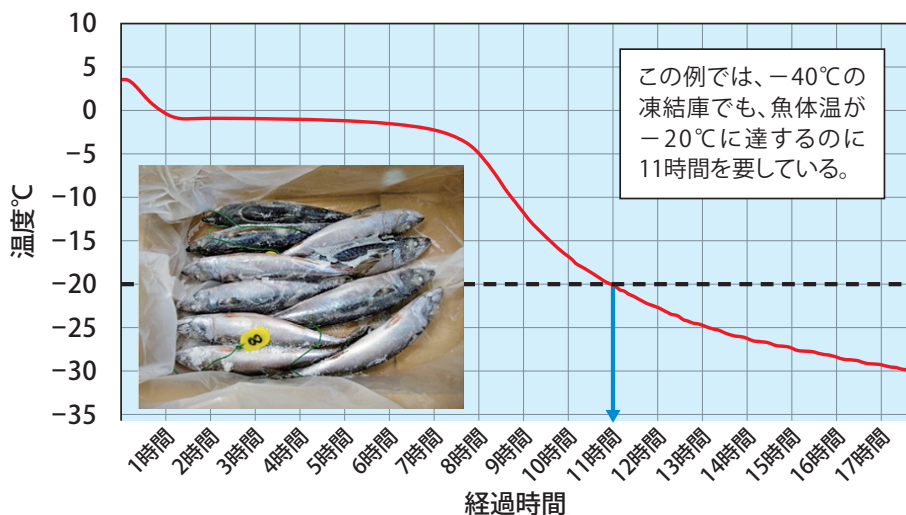 10
5
0
−5
−10
−15
−20
−25
−30
−35
温度℃
この例では、−40℃の
凍結庫でも、魚体温が
−20℃に達するのに
11時間を要している。
8
1時間
2時間
3時間
4時間
5時間
6時間
7時間
8時間
9時間
10時間
11時間
12時間
13時間
14時間
15時間
16時間
17時間
経過時間